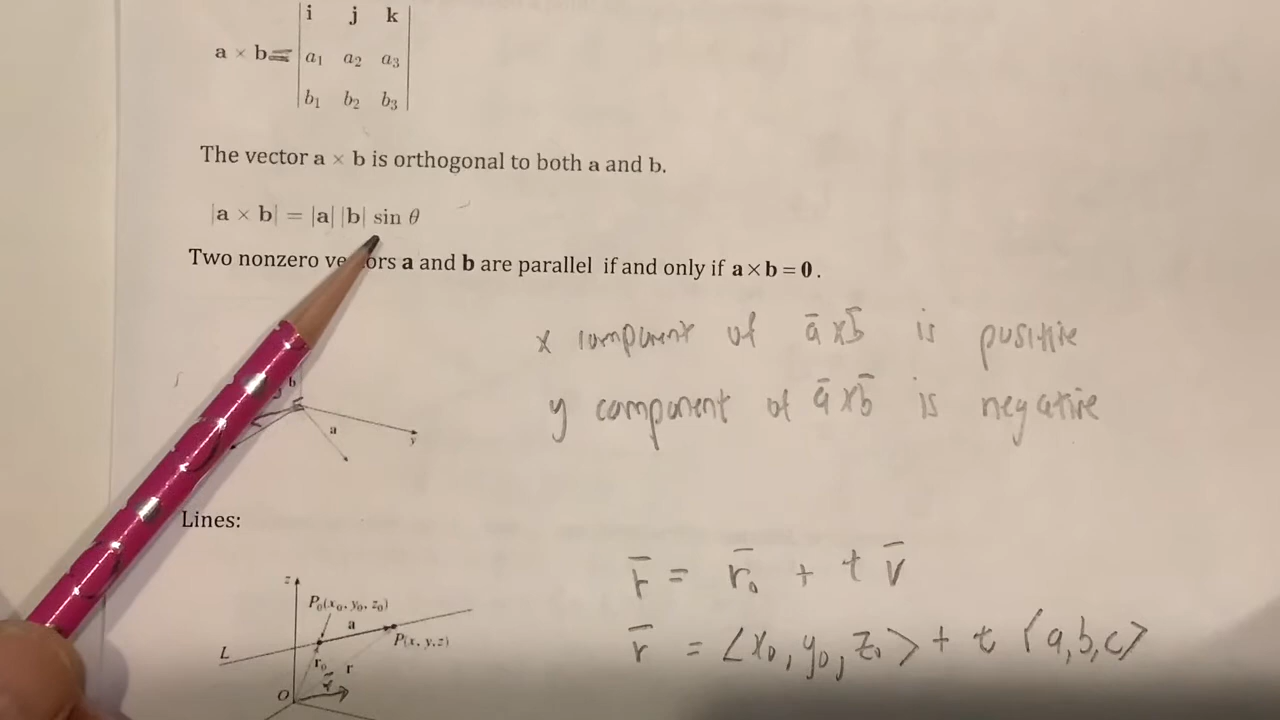 i j k
a × b = a₁ a₂ a₃
b₁ b₂ b₃
The vector a × b is orthogonal to both a and b.
|a × b| = |a| |b| sin θ
Two nonzero vectors a and b are parallel if and only if a × b = 0.
x component of a̅ x b̅ is positive
y component of a̅ x b̅ is negative
b
a
y
Lines:
r̅ = r̅₀ + t v̅
r̅ = <x₀, y₀, z₀> + t <a, b, c>
z
P₀(x₀, y₀, z₀)
a
P(x, y, z)
L
r₀
r
O